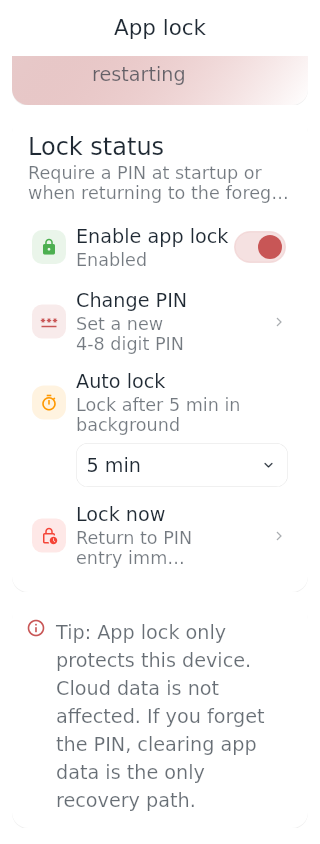 App lock
restarting
Lock status
Require a PIN at startup or
when returning to the foreg…
Enable app lock
Enabled
Change PIN
Set a new
4-8 digit PIN
Auto lock
Lock after 5 min in
background
5 min
Lock now
Return to PIN
entry imm…
Tip: App lock only
protects this device.
Cloud data is not
affected. If you forget
the PIN, clearing app
data is the only
recovery path.